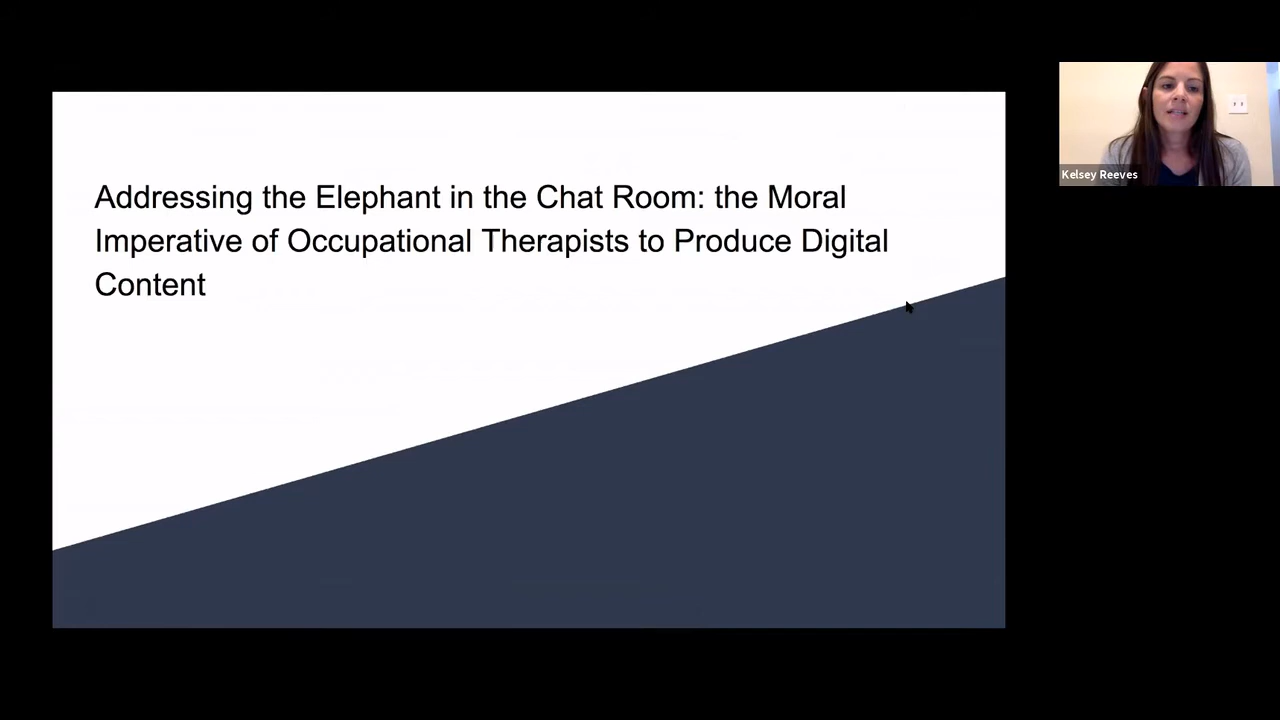 Addressing the Elephant in the Chat Room: the Moral
Imperative of Occupational Therapists to Produce Digital
Content
Kelsey Reeves